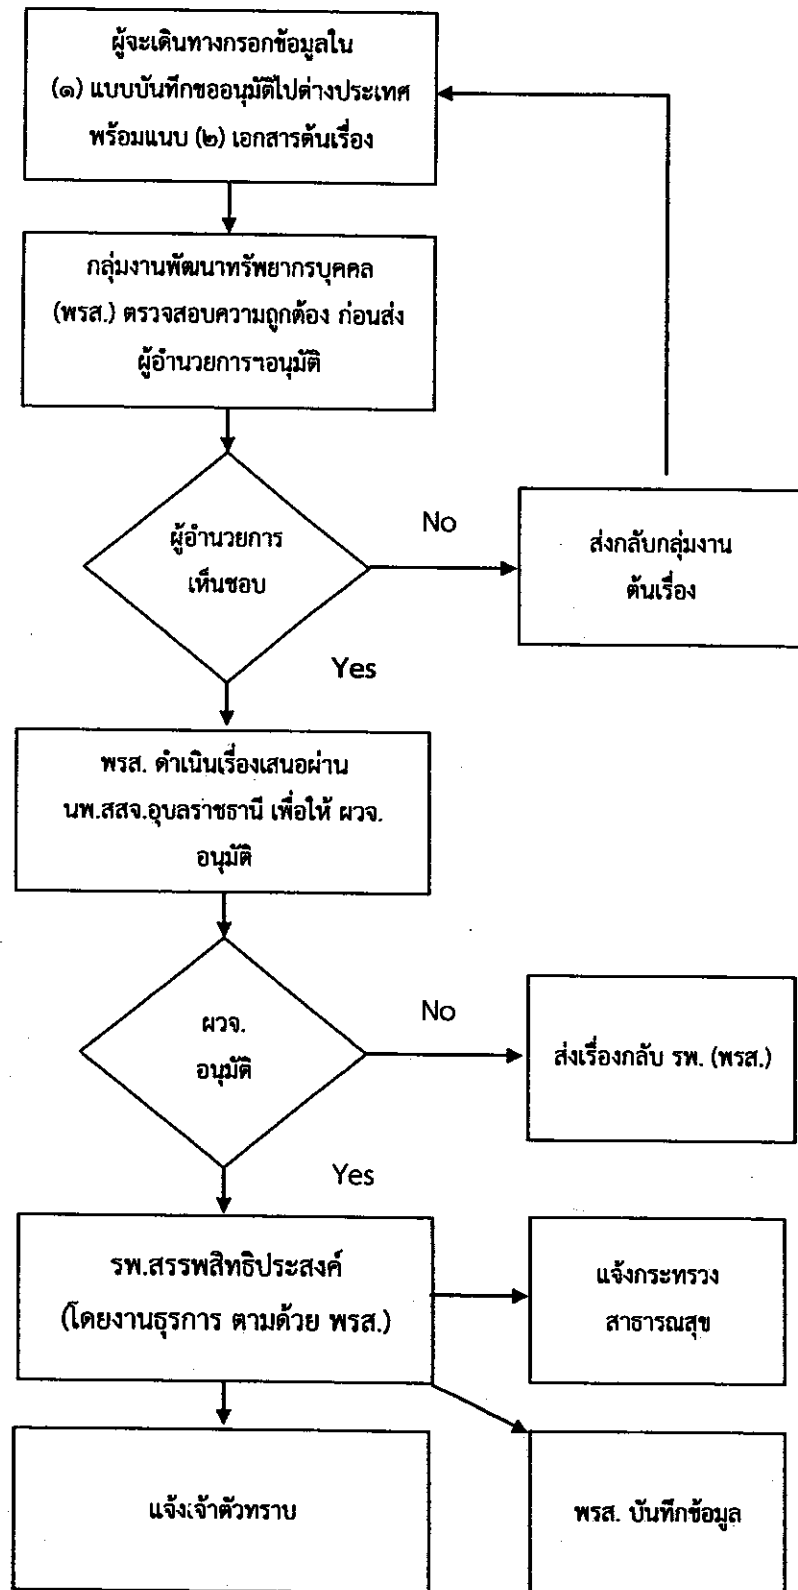 ผู้จะเดินทางกรอกข้อมูลใน
(๑) แบบบันทึกขออนุมัติไปต่างประเทศ
พร้อมแนบ (๒) เอกสารต้นเรื่อง
กลุ่มงานพัฒนาทรัพยากรบุคคล
(พรส.) ตรวจสอบความถูกต้อง ก่อนส่ง
ผู้อำนวยการฯอนุมัติ
ผู้อำนวยการ
เห็นชอบ
No
ส่งกลับกลุ่มงาน
ต้นเรื่อง
Yes
พรส. ดำเนินเรื่องเสนอผ่าน
นพ.สสจ.อุบลราชธานี เพื่อให้ ผวจ.
อนุมัติ
ผวจ.
อนุมัติ
No
ส่งเรื่องกลับ รพ. (พรส.)
Yes
รพ.สรรพสิทธิประสงค์
(โดยงานธุรการ ตามด้วย พรส.)
แจ้งกระทรวง
สาธารณสุข
แจ้งเจ้าตัวทราบ
พรส. บันทึกข้อมูล